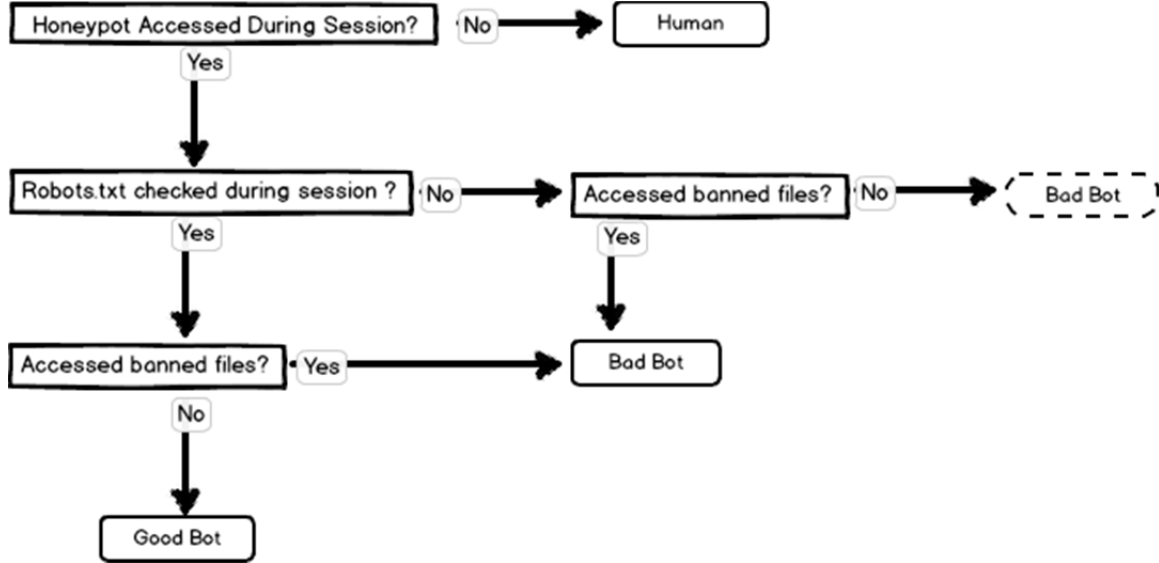 Honeypot Accessed During Session?
No
Human
Yes
Robots.txt checked during session ?
No
Accessed banned files?
No
Bad Bot
Yes
Yes
Accessed banned files?
Yes
Bad Bot
No
Good Bot